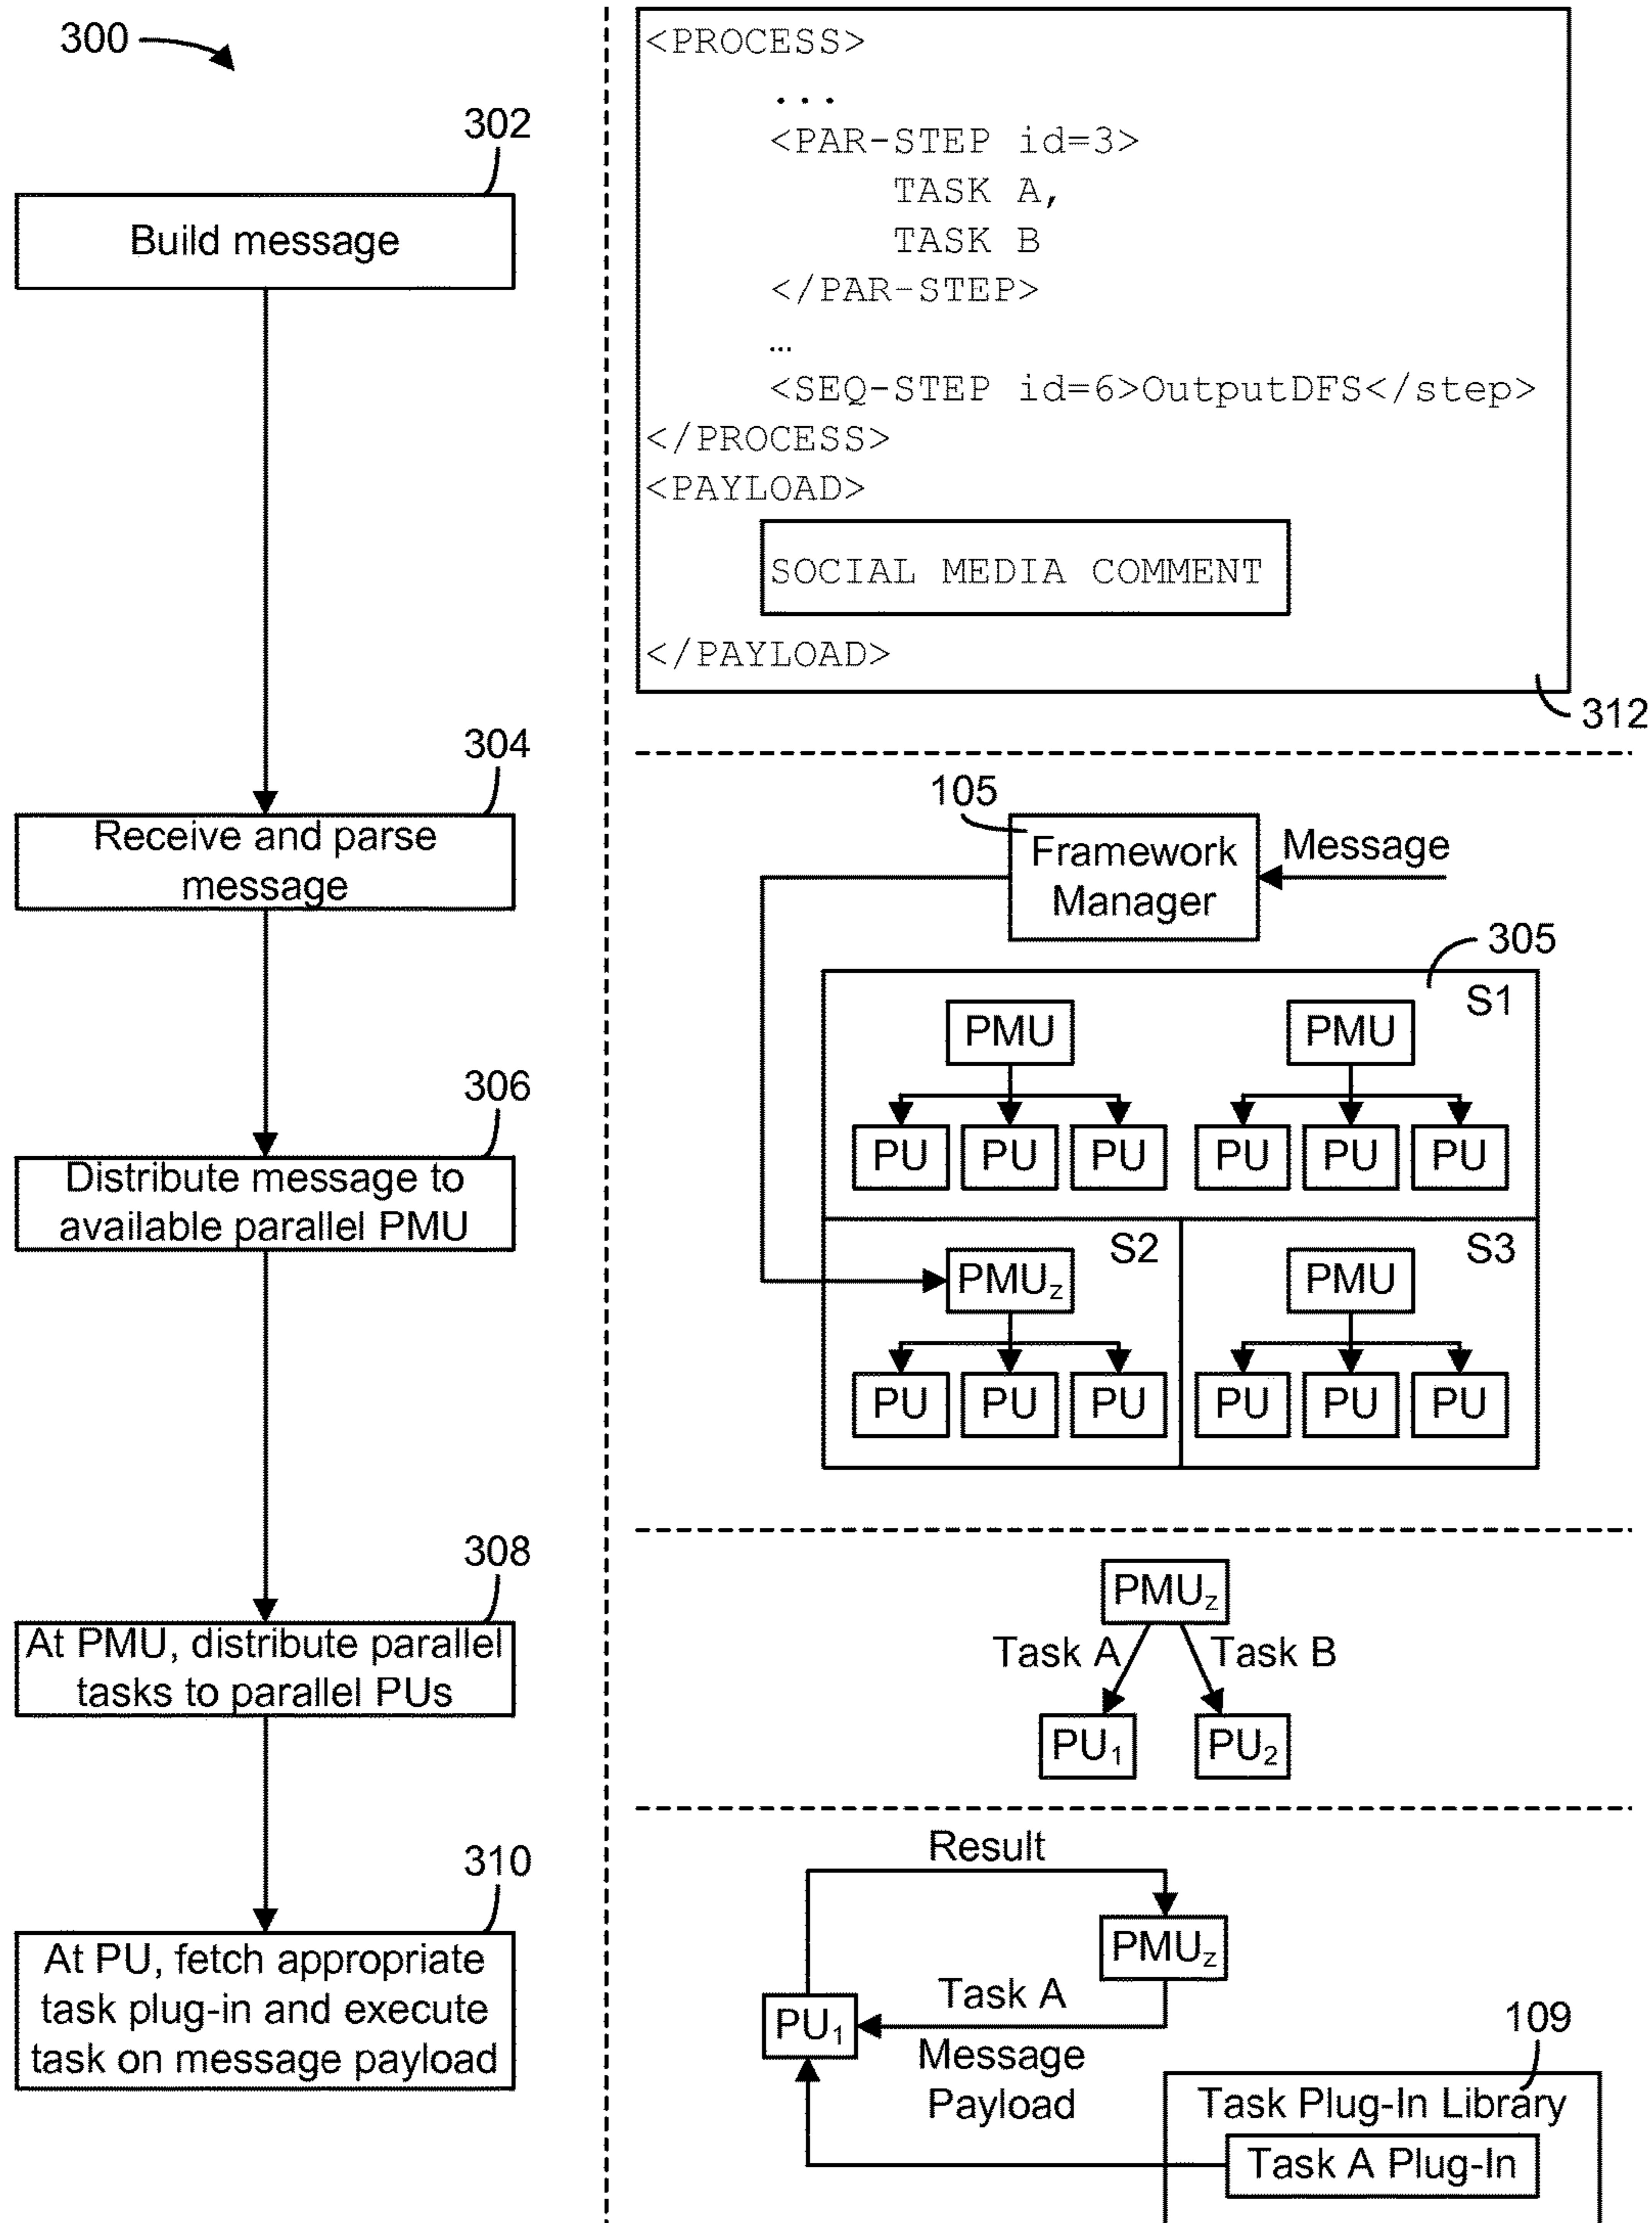 300
302
Build message
304
Receive and parse
message
306
Distribute message to
available parallel PMU
308
At PMU, distribute parallel
tasks to parallel PUs
310
At PU, fetch appropriate
task plug-in and execute
task on message payload
<PROCESS>
...
<PAR-STEP id=3>
TASK A,
TASK B
</PAR-STEP>
...
<SEQ-STEP id=6>OutputDFS</step>
</PROCESS>
<PAYLOAD>
SOCIAL MEDIA COMMENT
</PAYLOAD>
312
105
Framework
Manager
Message
305
S1
PMU PMU
PU PU PU PU PU PU
S2 S3
PMUz PMU
PU PU PU PU PU PU
PMUz
Task A Task B
PU1 PU2
Result
PMUz
Task A
PU1
Message
Payload
109
Task Plug-In Library
Task A Plug-In